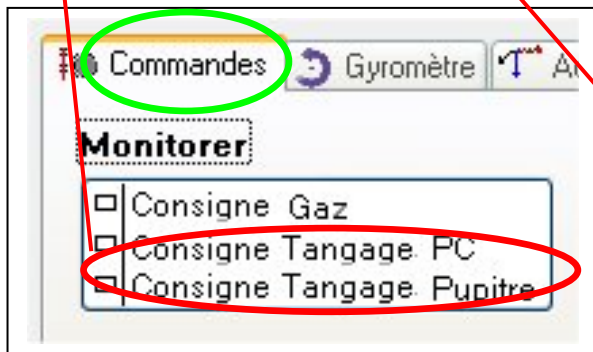 Commandes Gyromètre
Monitorer
Consigne Gaz
Consigne Tangage PC
Consigne Tangage Pupitre